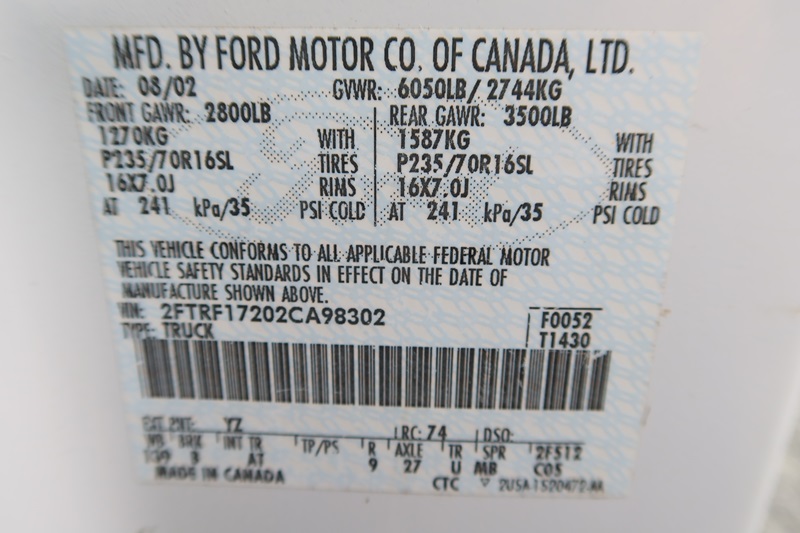 MFD. BY FORD MOTOR CO. OF CANADA, LTD.
DATE: 08/02 GVWR: 6050LB/ 2744KG
FRONT GAWR: 2800LB REAR GAWR: 3500LB
1270KG WITH 1587KG WITH
P235/70R16SL TIRES P235/70R16SL TIRES
16X7.0J RIMS 16X7.0J RIMS
AT 241 kPa/35 PSI COLD AT 241 kPa/35 PSI COLD
THIS VEHICLE CONFORMS TO ALL APPLICABLE FEDERAL MOTOR
VEHICLE SAFETY STANDARDS IN EFFECT ON THE DATE OF
MANUFACTURE SHOWN ABOVE.
VIN: 2FTRF17202CA98302 F0052
TYPE: TRUCK T1430
EXT PNT: YZ RC: 74 DSO:
WB BRK INT TR TP/PS R AXLE TR SPR 2F512
139 B AT 9 27 U MB C05
MADE IN CANADA CTC